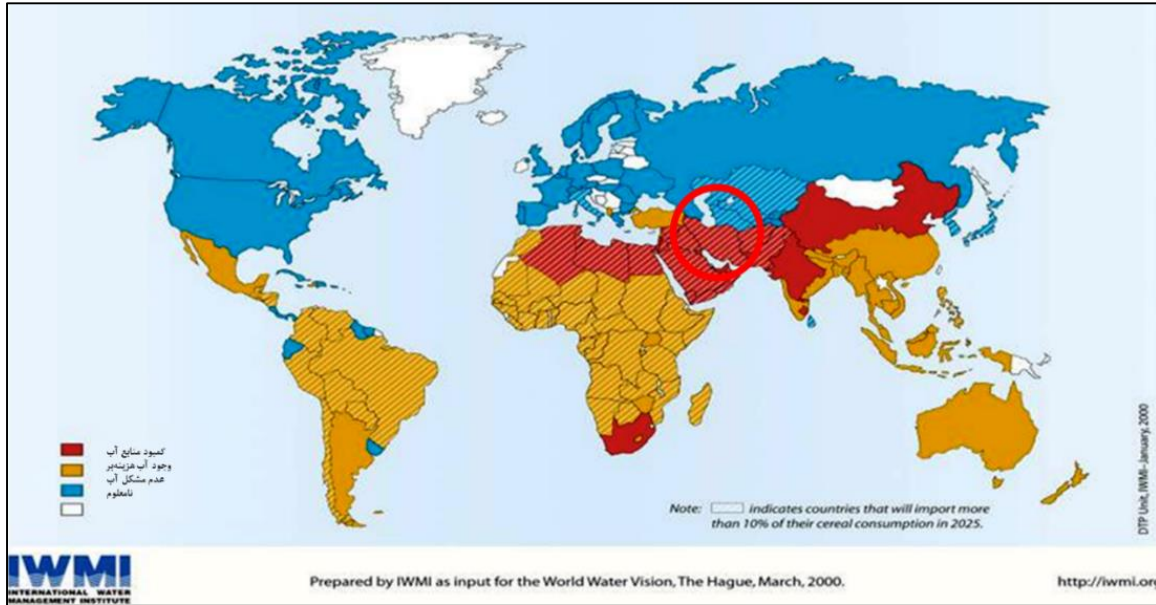 کمبود منابع آب
وجود آب هزینه‌بر
عدم مشکل آب
نامعلوم
Note: indicates countries that will import more
than 10% of their cereal consumption in 2025.
DTP Unit, IWMI- January, 2000
IWMI
INTERNATIONAL WATER
MANAGEMENT INSTITUTE
Prepared by IWMI as input for the World Water Vision, The Hague, March, 2000.
http://iwmi.org